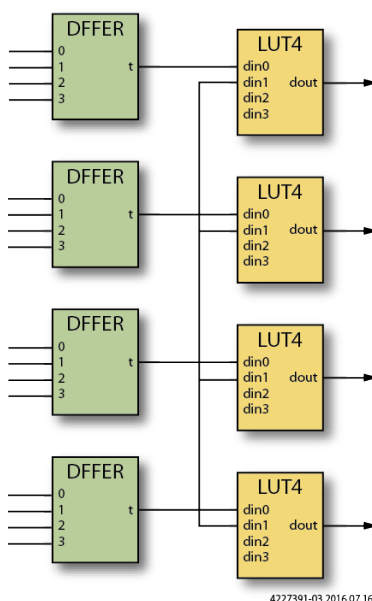 DFFER
0
1
2
3
t
LUT4
din0
din1
din2
din3
dout
DFFER
0
1
2
3
t
LUT4
din0
din1
din2
din3
dout
DFFER
0
1
2
3
t
LUT4
din0
din1
din2
din3
dout
DFFER
0
1
2
3
t
LUT4
din0
din1
din2
din3
dout
4227391-03.2016.07.16